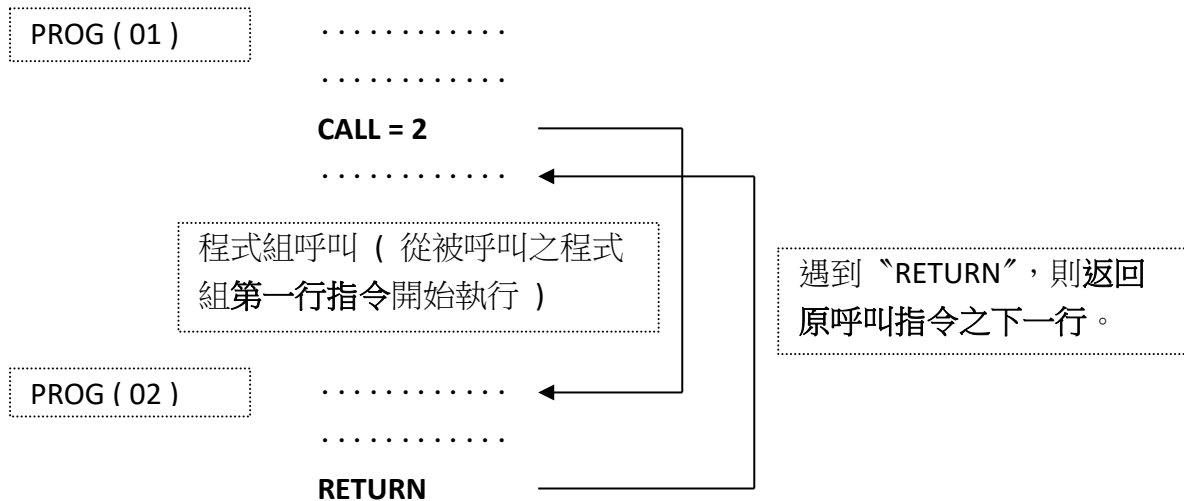 PROG ( 01 )
............
............
CALL = 2
............
程式組呼叫 ( 從被呼叫之程式
組第一行指令開始執行 )
遇到〝RETURN〞，則返回
原呼叫指令之下一行。
PROG ( 02 )
............
............
RETURN